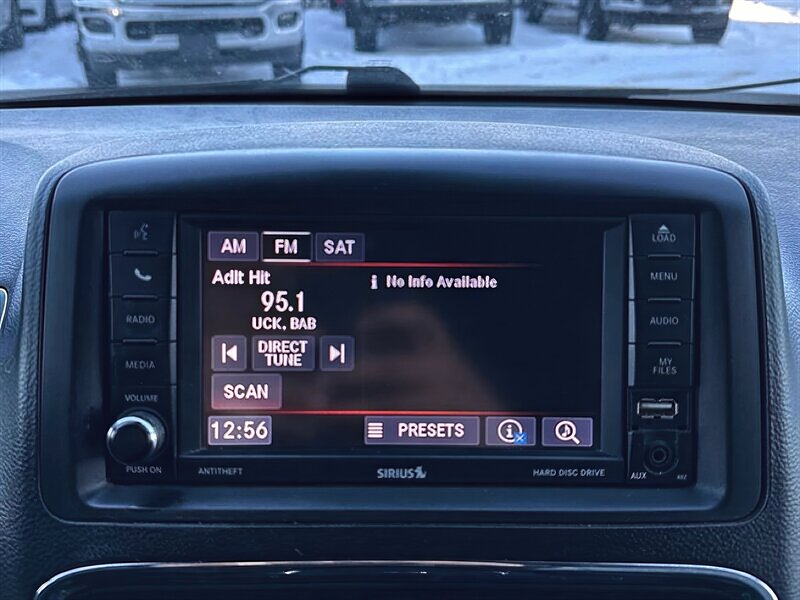 AM FM SAT
LOAD
Adlt Hit
i No Info Available
MENU
95.1
UCK, BAB
RADIO
AUDIO
DIRECT
TUNE
MEDIA
MY
FILES
SCAN
VOLUME
12:56
PRESETS
PUSH ON
ANTITHEFT
SIRIUS
HARD DISC DRIVE
AUX